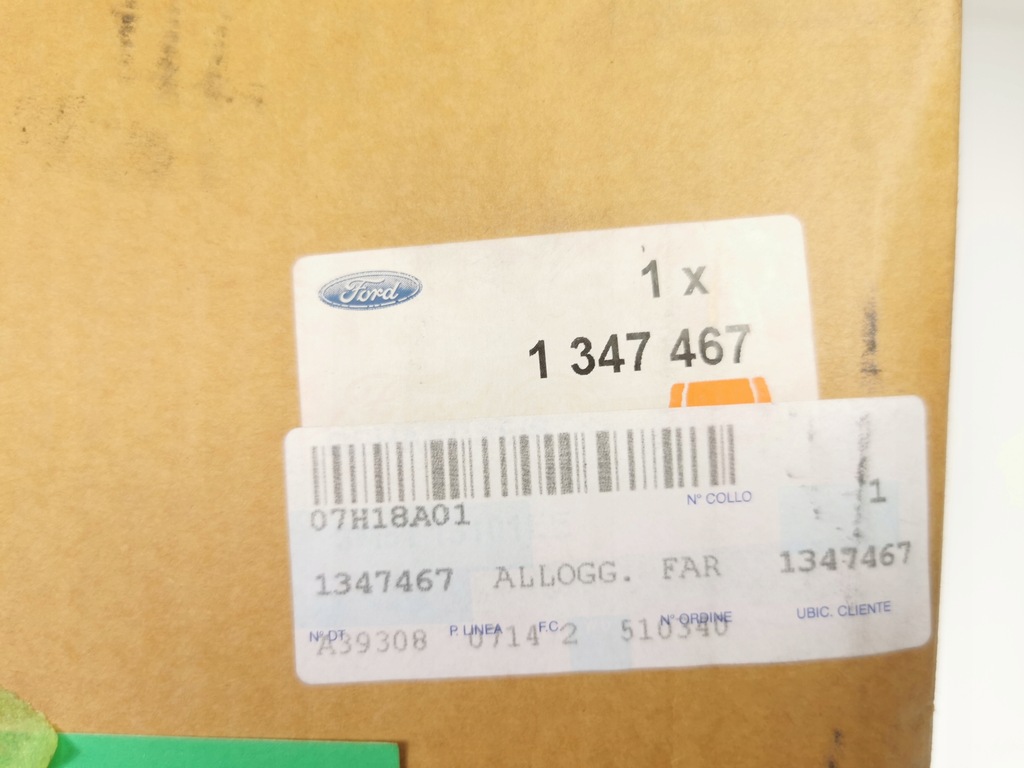 Ford
1 x
1 347 467
N° COLLO
07H18A01
1
1347467 ALLOGG. FAR 1347467
N° DT P. LINEA F.C. N° ORDINE UBIC. CLIENTE
A39308 0714 2 510340